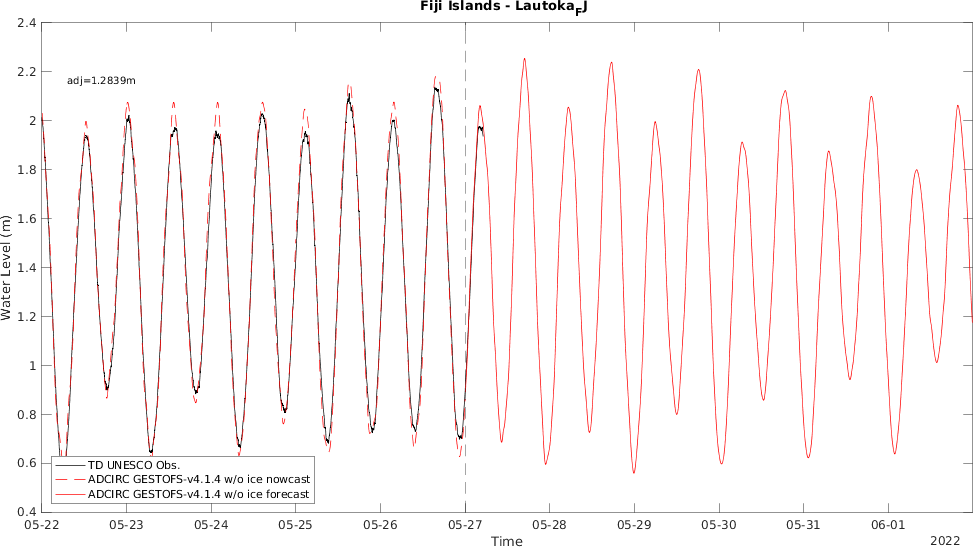 Fiji Islands - Lautoka_FJ
adj=1.2839m
2.4
2.2
2
1.8
1.6
1.4
1.2
1
0.8
0.6
0.4
Water Level (m)
TD UNESCO Obs.
ADCIRC GESTOFS-v4.1.4 w/o ice nowcast
ADCIRC GESTOFS-v4.1.4 w/o ice forecast
05-22 05-23 05-24 05-25 05-26 05-27 05-28 05-29 05-30 05-31 06-01
Time
2022